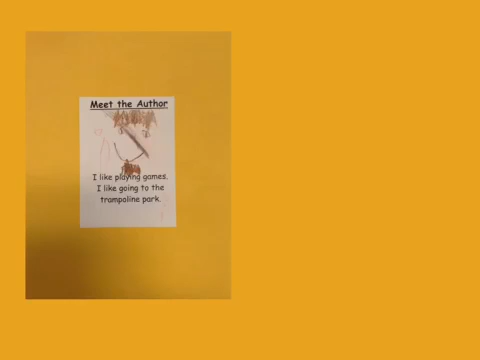 Meet the Author
I like playing games.
I like going to the
trampoline park.